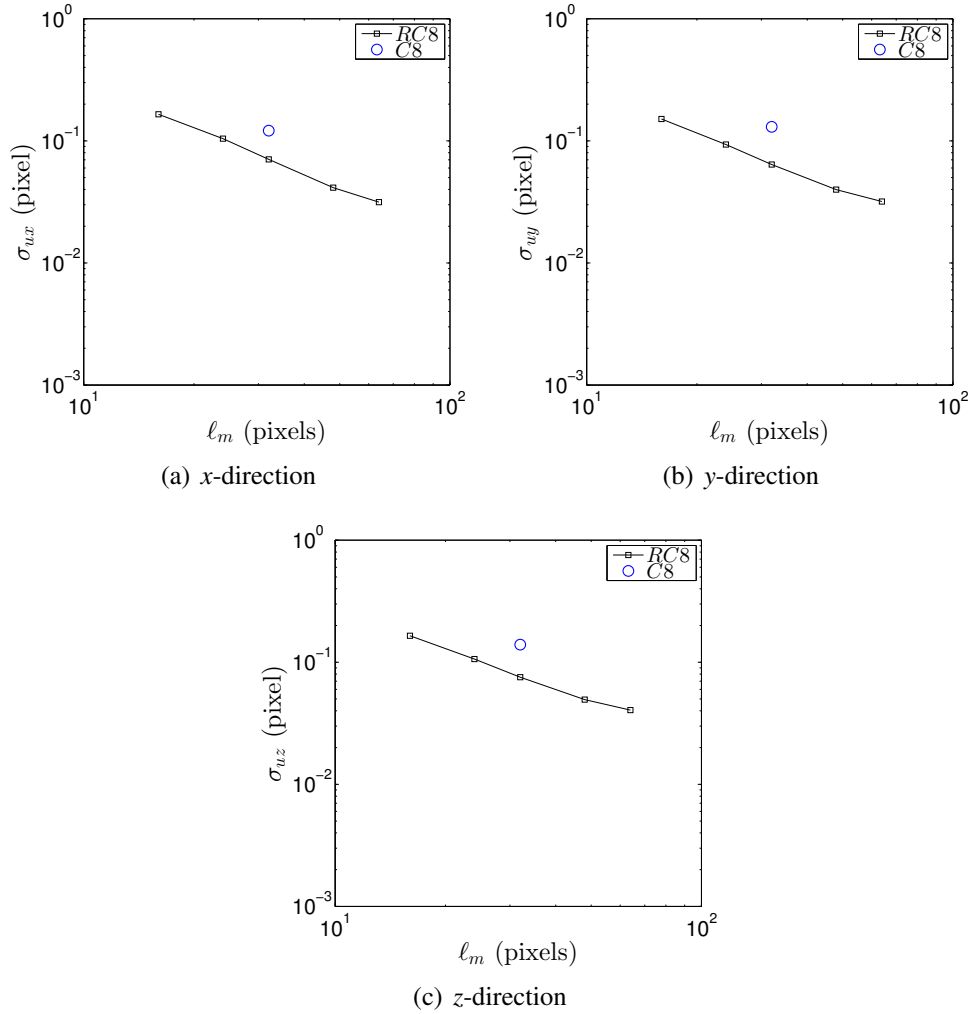 10^0
10^-1
10^-2
10^-3
10^1
10^2
σ_ux (pixel)
ℓ_m (pixels)
RC8
C8
(a) x-direction
10^0
10^-1
10^-2
10^-3
10^1
10^2
σ_uy (pixel)
ℓ_m (pixels)
RC8
C8
(b) y-direction
10^0
10^-1
10^-2
10^-3
10^1
10^2
σ_uz (pixel)
ℓ_m (pixels)
RC8
C8
(c) z-direction